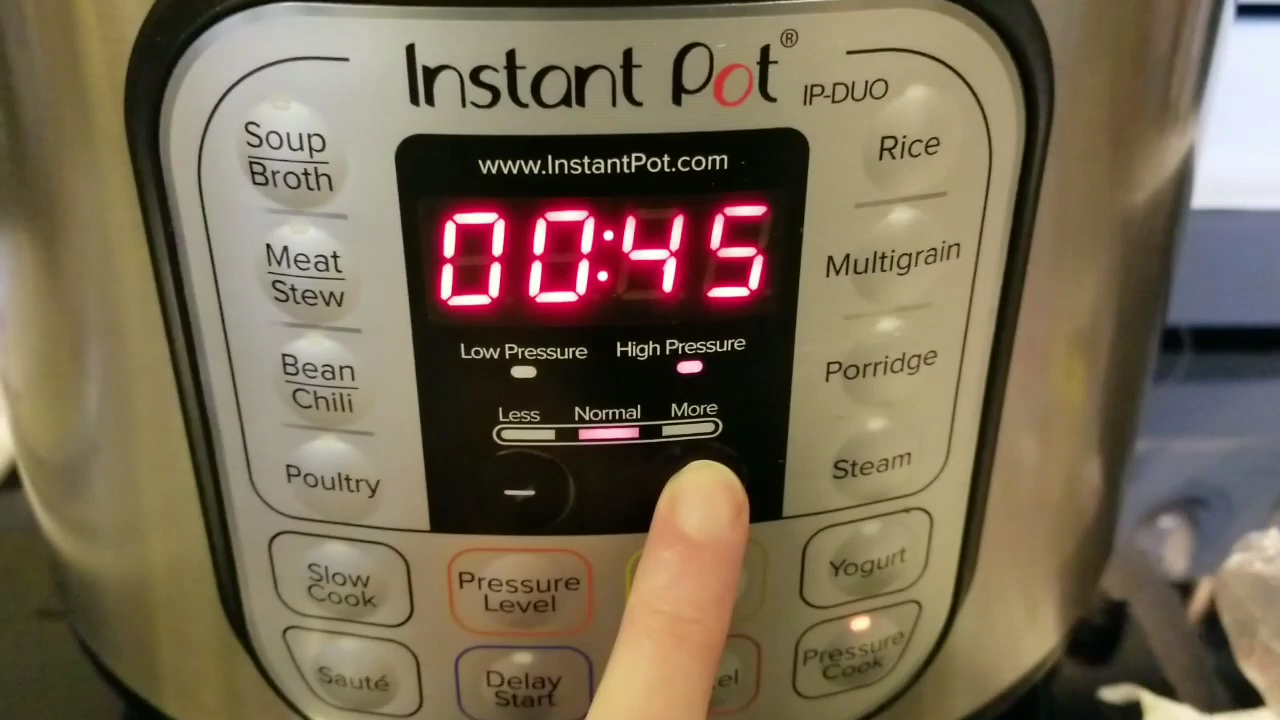 Instant Pot® IP-DUO
www.InstantPot.com
00:45
Low Pressure High Pressure
Less Normal More
−
Soup
Broth
Meat
Stew
Bean
Chili
Poultry
Rice
Multigrain
Porridge
Steam
Slow
Cook
Pressure
Level
Yogurt
Sauté
Delay
Start
Pressure
Cook